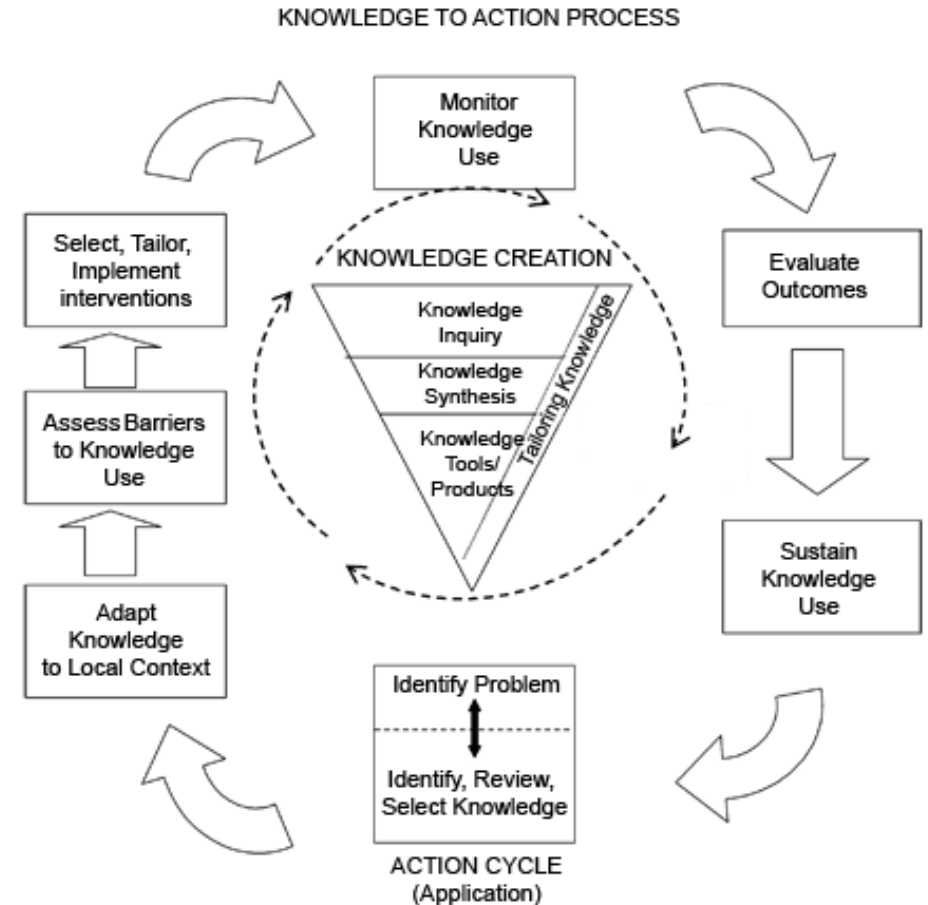 KNOWLEDGE TO ACTION PROCESS
Monitor
Knowledge
Use
Select, Tailor,
Implement
interventions
Evaluate
Outcomes
KNOWLEDGE CREATION
Knowledge
Inquiry
Knowledge
Synthesis
Knowledge
Tools/
Products
Tailoring Knowledge
Assess Barriers
to Knowledge
Use
Sustain
Knowledge
Use
Adapt
Knowledge
to Local Context
Identify Problem
Identify, Review,
Select Knowledge
ACTION CYCLE
(Application)